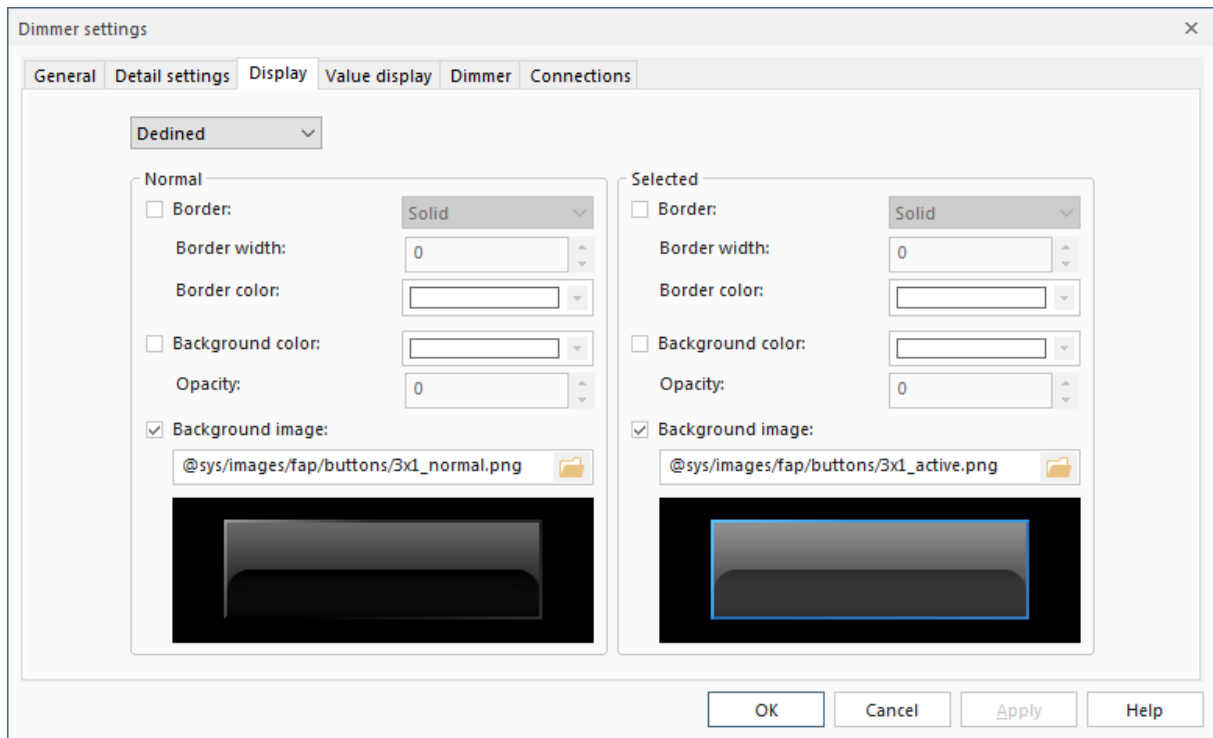 Dimmer settings
General Detail settings Display Value display Dimmer Connections
Dedined
Normal
Border: Solid
Border width: 0
Border color:
Background color:
Opacity: 0
Background image:
@sys/images/fap/buttons/3x1_normal.png
Selected
Border: Solid
Border width: 0
Border color:
Background color:
Opacity: 0
Background image:
@sys/images/fap/buttons/3x1_active.png
OK Cancel Apply Help